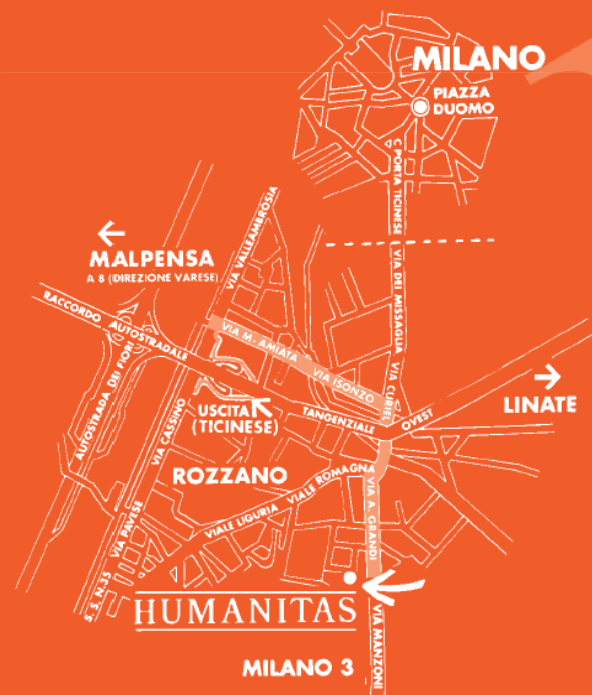 MILANO
PIAZZA
DUOMO
C PORTA TICINESE
VIA DEI MISSAGLIA
VIA CURIEL
VIA VALLEAMBROSIA
MALPENSA
A 8 (DIREZIONE VARESE)
RACCORDO AUTOSTRADALE
AUTOSTRADA DEI FIORI
VIA M. AMIATA
VIA ISONZO
LINATE
USCITA
(TICINESE)
TANGENZIALE OVEST
VIA CASSINO
ROZZANO
VIALE LIGURIA
VIALE ROMAGNA
VIA A. GRANDI
VIA PAVESE
S.S.N.35
HUMANITAS
VIA MANZONI
MILANO 3